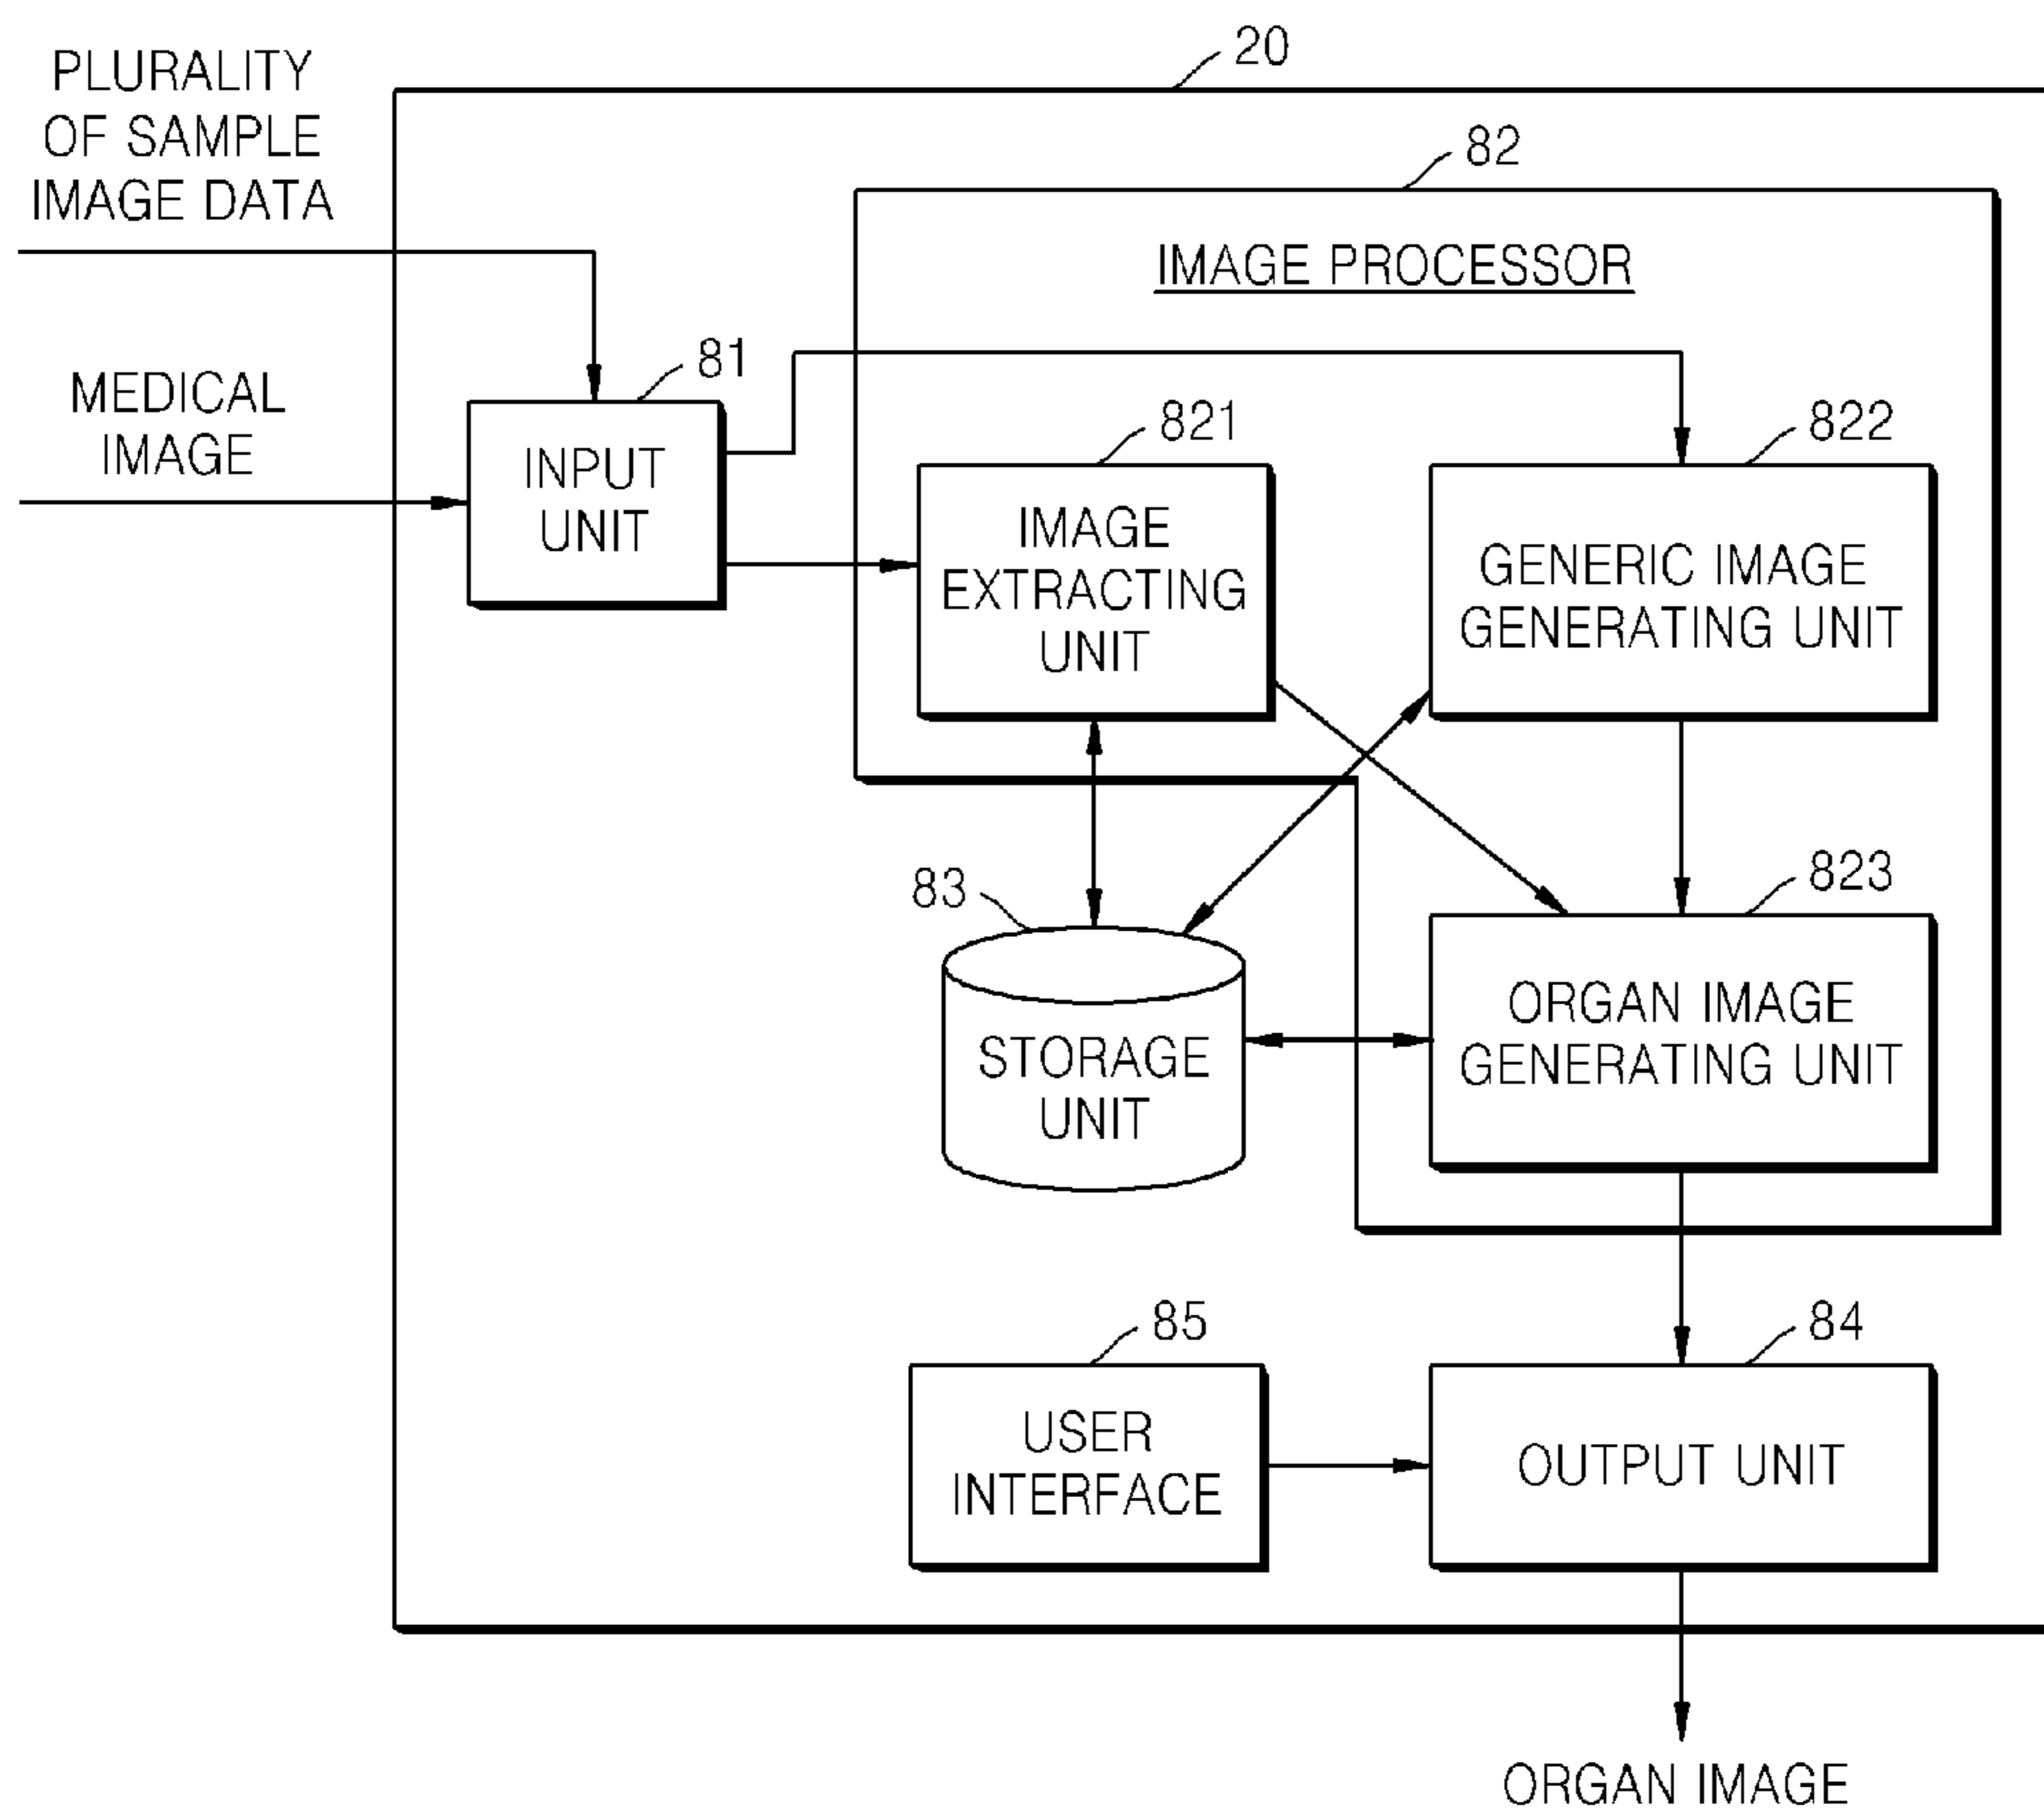 20
PLURALITY
OF SAMPLE
IMAGE DATA
82
IMAGE PROCESSOR
MEDICAL
IMAGE
81
INPUT
UNIT
821
IMAGE
EXTRACTING
UNIT
822
GENERIC IMAGE
GENERATING UNIT
83
STORAGE
UNIT
823
ORGAN IMAGE
GENERATING UNIT
85
USER
INTERFACE
84
OUTPUT UNIT
ORGAN IMAGE